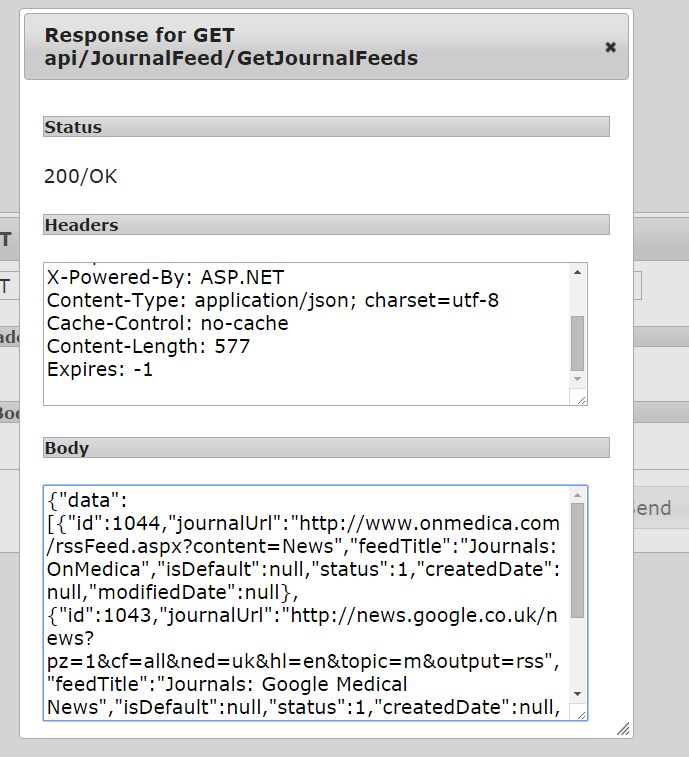 Response for GET
api/JournalFeed/GetJournalFeeds
Status
200/OK
Headers
X-Powered-By: ASP.NET
Content-Type: application/json; charset=utf-8
Cache-Control: no-cache
Content-Length: 577
Expires: -1
Body
{"data":
[{"id":1044,"journalUrl":"http://www.onmedica.com
/rssFeed.aspx?content=News","feedTitle":"Journals:
OnMedica","isDefault":null,"status":1,"createdDate":
null,"modifiedDate":null},
{"id":1043,"journalUrl":"http://news.google.co.uk/n
ews?
pz=1&cf=all&ned=uk&hl=en&topic=m&output=rss",
"feedTitle":"Journals: Google Medical
News","isDefault":null,"status":1,"createdDate":null,